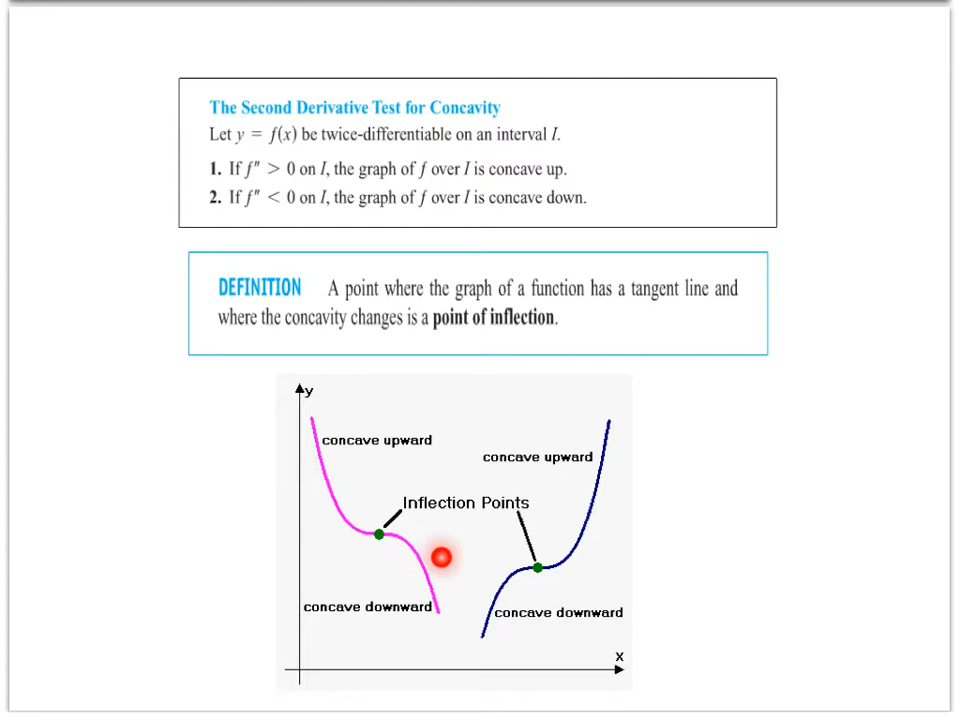 The Second Derivative Test for Concavity
Let y = f(x) be twice-differentiable on an interval I.
1. If f″ > 0 on I, the graph of f over I is concave up.
2. If f″ < 0 on I, the graph of f over I is concave down.
DEFINITION A point where the graph of a function has a tangent line and
where the concavity changes is a point of inflection.
y
concave upward
concave upward
Inflection Points
concave downward
concave downward
x